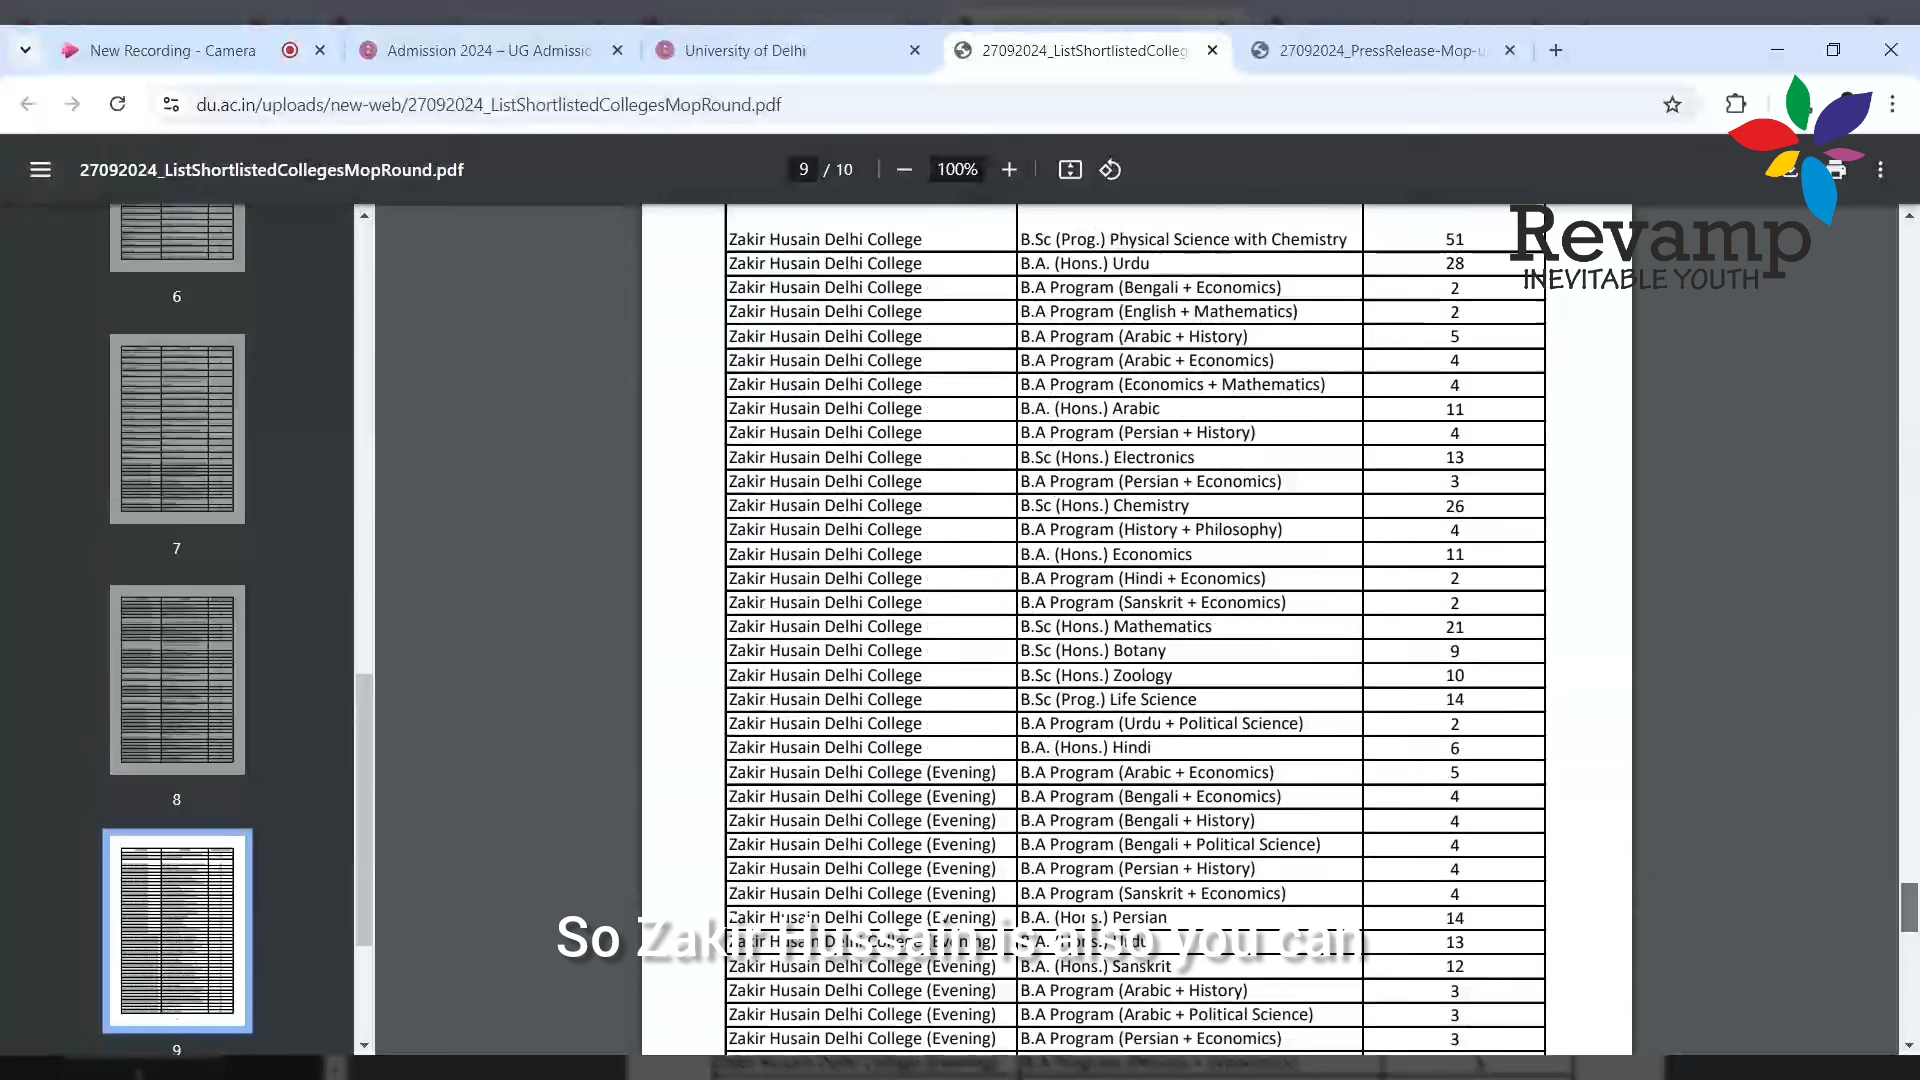 New Recording - Camera
Admission 2024 – UG Admissio
University of Delhi
27092024_ListShortlistedColleg
27092024_PressRelease-Mop-u
du.ac.in/uploads/new-web/27092024_ListShortlistedCollegesMopRound.pdf
27092024_ListShortlistedCollegesMopRound.pdf
9 / 10
100%
Revamp
INEVITABLE YOUTH
6
7
8
9
Zakir Husain Delhi College B.Sc (Prog.) Physical Science with Chemistry 51
Zakir Husain Delhi College B.A. (Hons.) Urdu 28
Zakir Husain Delhi College B.A Program (Bengali + Economics) 2
Zakir Husain Delhi College B.A Program (English + Mathematics) 2
Zakir Husain Delhi College B.A Program (Arabic + History) 5
Zakir Husain Delhi College B.A Program (Arabic + Economics) 4
Zakir Husain Delhi College B.A Program (Economics + Mathematics) 4
Zakir Husain Delhi College B.A. (Hons.) Arabic 11
Zakir Husain Delhi College B.A Program (Persian + History) 4
Zakir Husain Delhi College B.Sc (Hons.) Electronics 13
Zakir Husain Delhi College B.A Program (Persian + Economics) 3
Zakir Husain Delhi College B.Sc (Hons.) Chemistry 26
Zakir Husain Delhi College B.A Program (History + Philosophy) 4
Zakir Husain Delhi College B.A. (Hons.) Economics 11
Zakir Husain Delhi College B.A Program (Hindi + Economics) 2
Zakir Husain Delhi College B.A Program (Sanskrit + Economics) 2
Zakir Husain Delhi College B.Sc (Hons.) Mathematics 21
Zakir Husain Delhi College B.Sc (Hons.) Botany 9
Zakir Husain Delhi College B.Sc (Hons.) Zoology 10
Zakir Husain Delhi College B.Sc (Prog.) Life Science 14
Zakir Husain Delhi College B.A Program (Urdu + Political Science) 2
Zakir Husain Delhi College B.A. (Hons.) Hindi 6
Zakir Husain Delhi College (Evening) B.A Program (Arabic + Economics) 5
Zakir Husain Delhi College (Evening) B.A Program (Bengali + Economics) 4
Zakir Husain Delhi College (Evening) B.A Program (Bengali + History) 4
Zakir Husain Delhi College (Evening) B.A Program (Bengali + Political Science) 4
Zakir Husain Delhi College (Evening) B.A Program (Persian + History) 4
Zakir Husain Delhi College (Evening) B.A Program (Sanskrit + Economics) 4
Zakir Husain Delhi College (Evening) B.A. (Hons.) Persian 14
Zakir Husain Delhi College (Evening) B.A. (Hons.) Urdu 13
So Zakir Hussain is also you can
Zakir Husain Delhi College (Evening) B.A. (Hons.) Sanskrit 12
Zakir Husain Delhi College (Evening) B.A Program (Arabic + History) 3
Zakir Husain Delhi College (Evening) B.A Program (Arabic + Political Science) 3
Zakir Husain Delhi College (Evening) B.A Program (Persian + Economics) 3